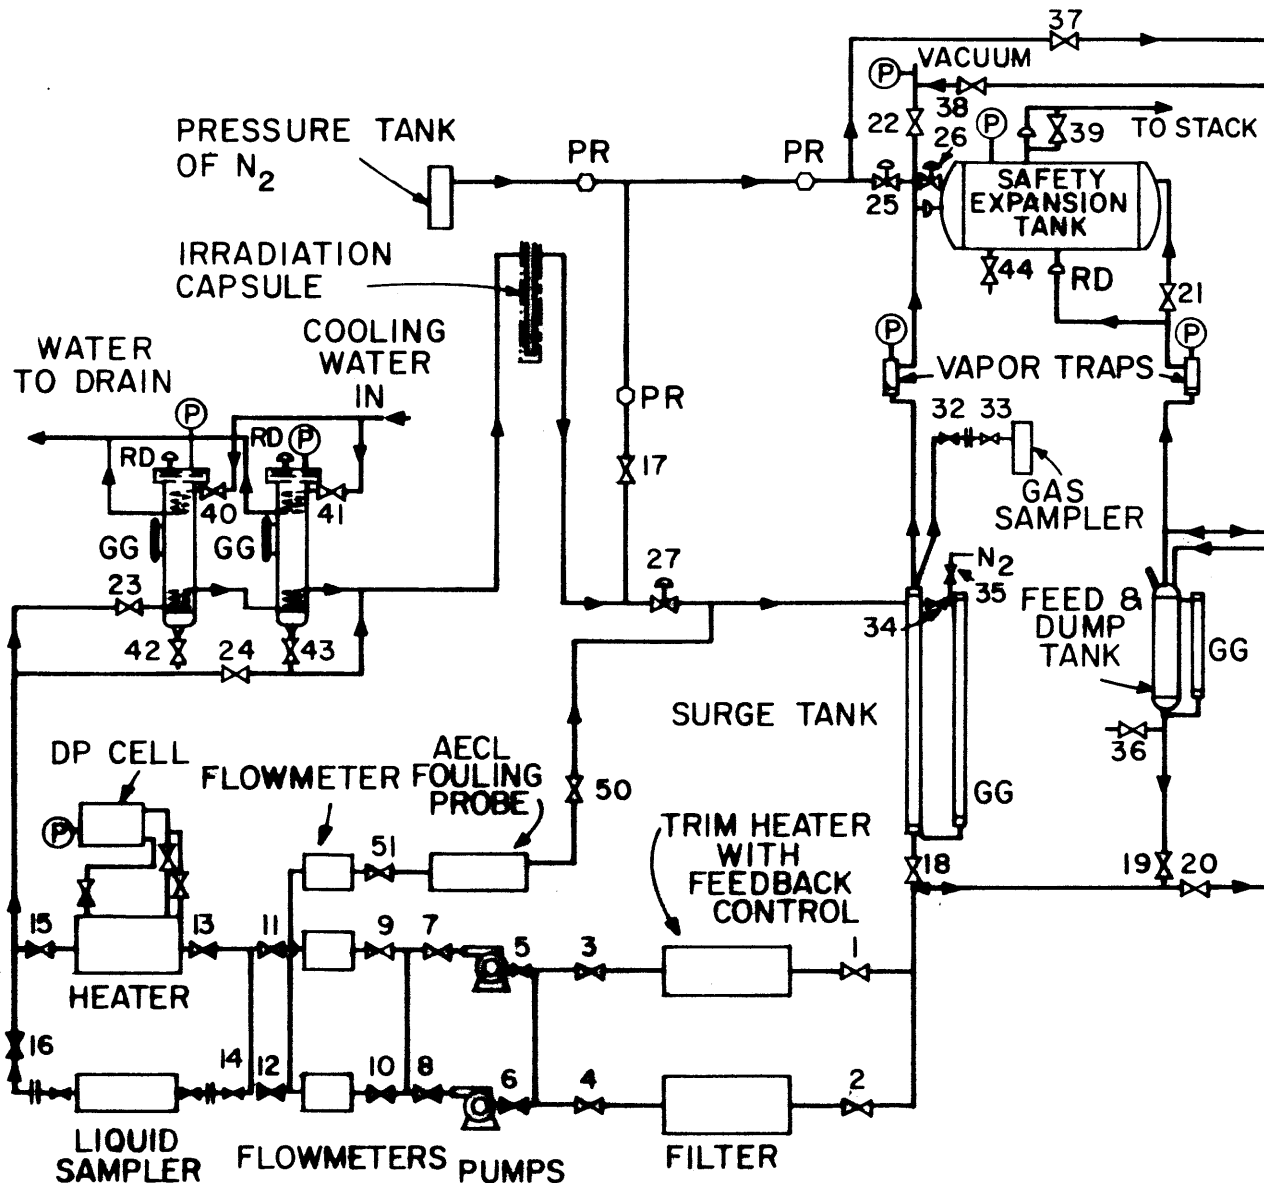 37
P
VACUUM
38
22
P
39
TO STACK
26
PRESSURE TANK
OF N2
PR
PR
25
SAFETY
EXPANSION
TANK
44
RD
21
IRRADIATION
CAPSULE
COOLING
WATER
IN
WATER
TO DRAIN
P
P
VAPOR TRAPS
P
RD
RD
P
PR
32
33
17
GAS
SAMPLER
40
41
GG
GG
23
27
N2
35
34
FEED &
DUMP
TANK
GG
42
24
43
SURGE TANK
36
DP CELL
P
FLOWMETER
AECL
FOULING
PROBE
50
GG
TRIM HEATER
WITH
FEEDBACK
CONTROL
51
18
19
20
15
13
11
9
7
5
3
1
HEATER
16
14
12
10
8
6
4
2
LIQUID
SAMPLER
FLOWMETERS
PUMPS
FILTER